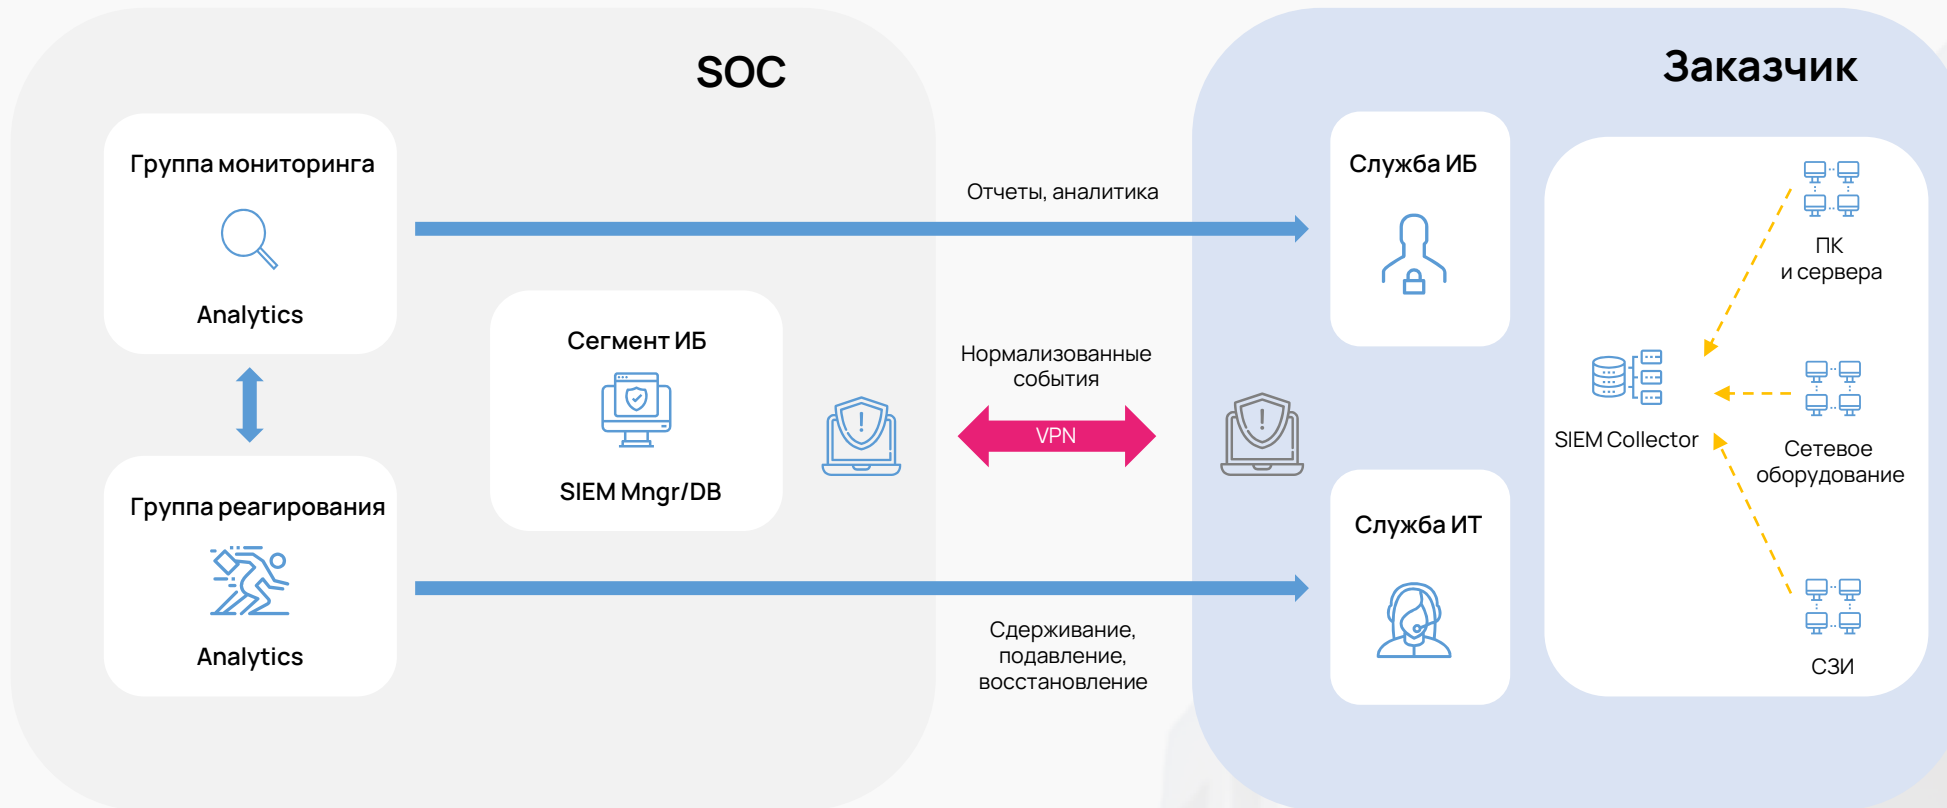 SOC
Группа мониторинга
Analytics
Группа реагирования
Analytics
Сегмент ИБ
SIEM Mngr/DB
Отчеты, аналитика
Нормализованные
события
VPN
Сдерживание,
подавление,
восстановление
Заказчик
Служба ИБ
Служба ИТ
SIEM Collector
ПК
и сервера
Сетевое
оборудование
СЗИ